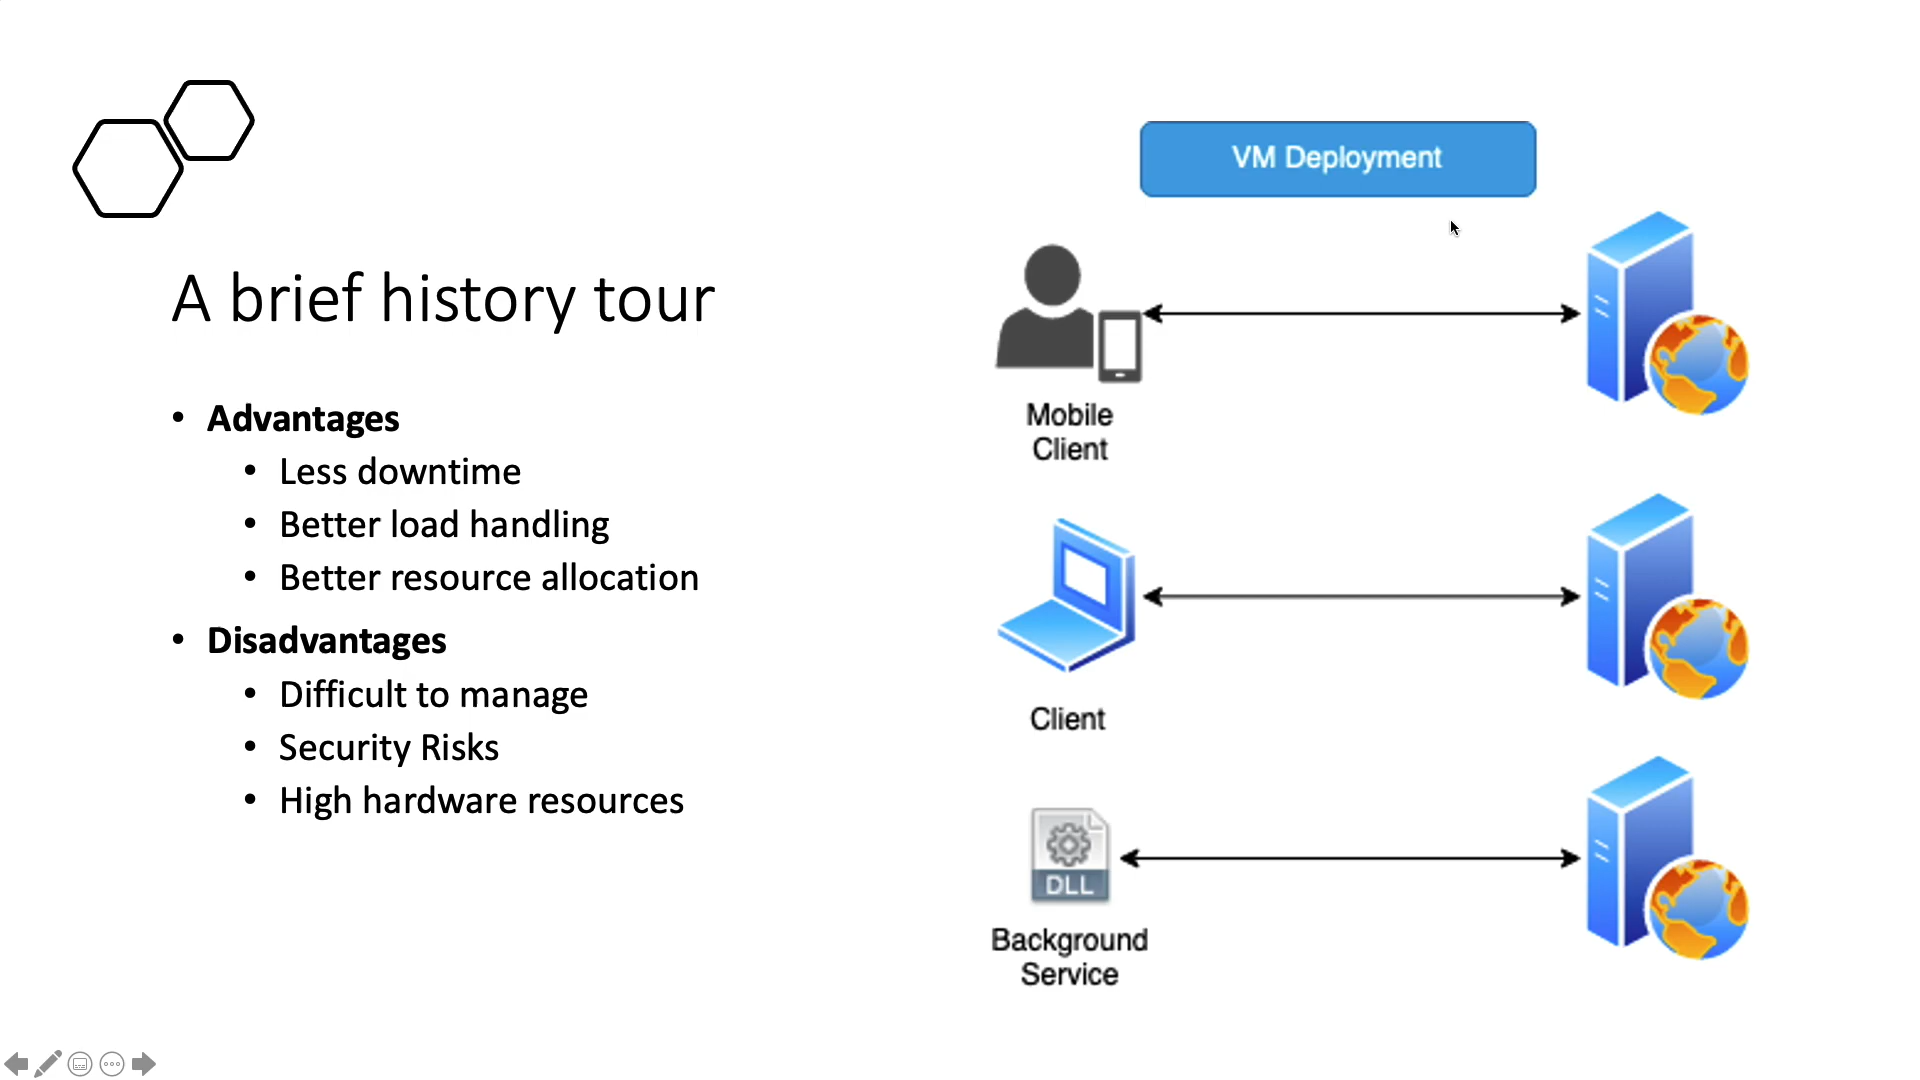 A brief history tour
• Advantages
• Less downtime
• Better load handling
• Better resource allocation
• Disadvantages
• Difficult to manage
• Security Risks
• High hardware resources
VM Deployment
Mobile
Client
Client
DLL
Background
Service